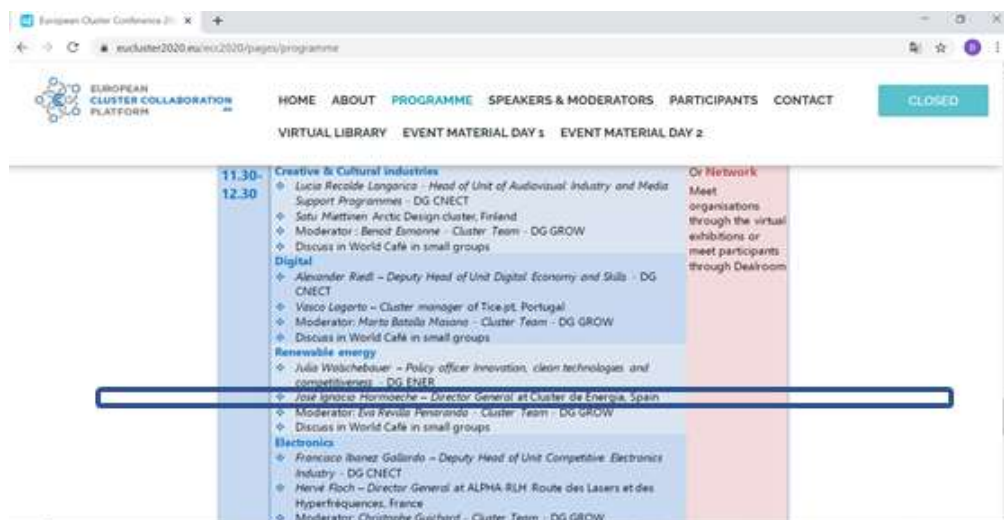 European Cluster Conference 20
eucluster2020.eu/ecc2020/pages/programme
EUROPEAN
CLUSTER COLLABORATION
PLATFORM
HOME ABOUT PROGRAMME SPEAKERS & MODERATORS PARTICIPANTS CONTACT
CLOSED
VIRTUAL LIBRARY EVENT MATERIAL DAY 1 EVENT MATERIAL DAY 2
11.30-
12.30
Creative & Cultural industries
Lucia Recalde Langarica - Head of Unit of Audiovisual Industry and Media
Support Programmes - DG CNECT
Satu Miettinen Arctic Design cluster, Finland
Moderator : Benoit Esmanne - Cluster Team - DG GROW
Discuss in World Café in small groups
Digital
Alexander Riedl – Deputy Head of Unit Digital Economy and Skills - DG
CNECT
Vasco Lagarto – Cluster manager of Tice.pt, Portugal
Moderator: Marta Batalla Masana - Cluster Team - DG GROW
Discuss in World Café in small groups
Renewable energy
Julia Walschebauer – Policy officer Innovation, clean technologies and
competitiveness - DG ENER
José Ignacio Hormaeche – Director General at Cluster de Energía, Spain
Moderator: Eva Revilla Penaranda - Cluster Team - DG GROW
Discuss in World Café in small groups
Electronics
Francisco Ibanez Gallardo – Deputy Head of Unit Competitive Electronics
Industry - DG CNECT
Hervé Floch – Director General at ALPHA-RLH Route des Lasers et des
Hyperfréquences, France
Moderator: Christophe Guichard - Cluster Team - DG GROW
Or Network
Meet
organisations
through the virtual
exhibitions or
meet participants
through Dealroom